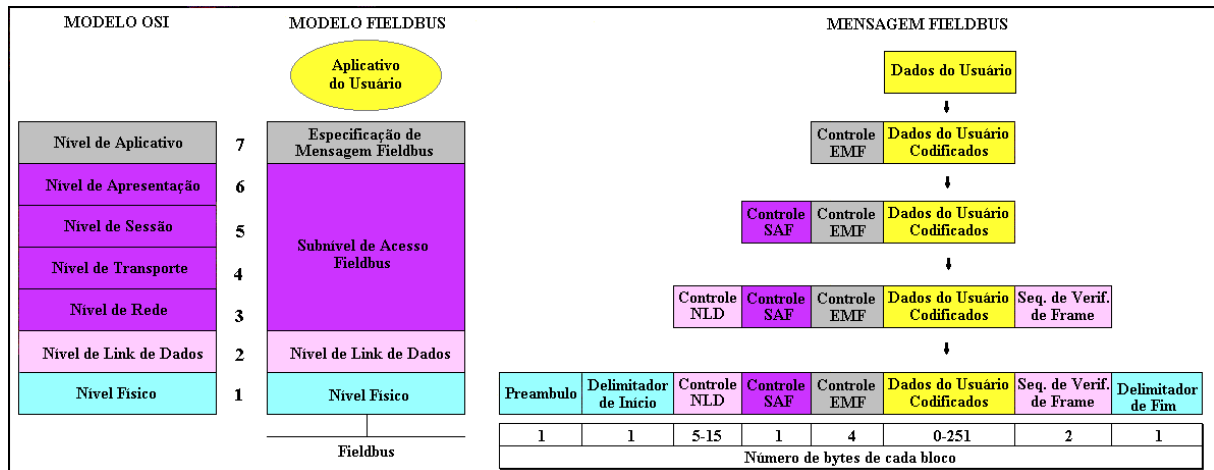 MODELO OSI
MODELO FIELDBUS
MENSAGEM FIELDBUS
Aplicativo
do Usuário
Dados do Usuário
Nível de Aplicativo
7
Especificação de
Mensagem Fieldbus
Controle
EMF
Dados do Usuário
Codificados
Nível de Apresentação
6
Nível de Sessão
5
Nível de Transporte
4
Nível de Rede
3
Subnível de Acesso
Fieldbus
Controle
SAF
Controle
EMF
Dados do Usuário
Codificados
Controle
NLD
Controle
SAF
Controle
EMF
Dados do Usuário
Codificados
Seq. de Verif.
de Frame
Nível de Link de Dados
2
Nível de Link de Dados
Nível Físico
1
Nível Físico
Fieldbus
Preambulo
Delimitador
de Início
Controle
NLD
Controle
SAF
Controle
EMF
Dados do Usuário
Codificados
Seq. de Verif.
de Frame
Delimitador
de Fim
1
1
5-15
1
4
0-251
2
1
Número de bytes de cada bloco